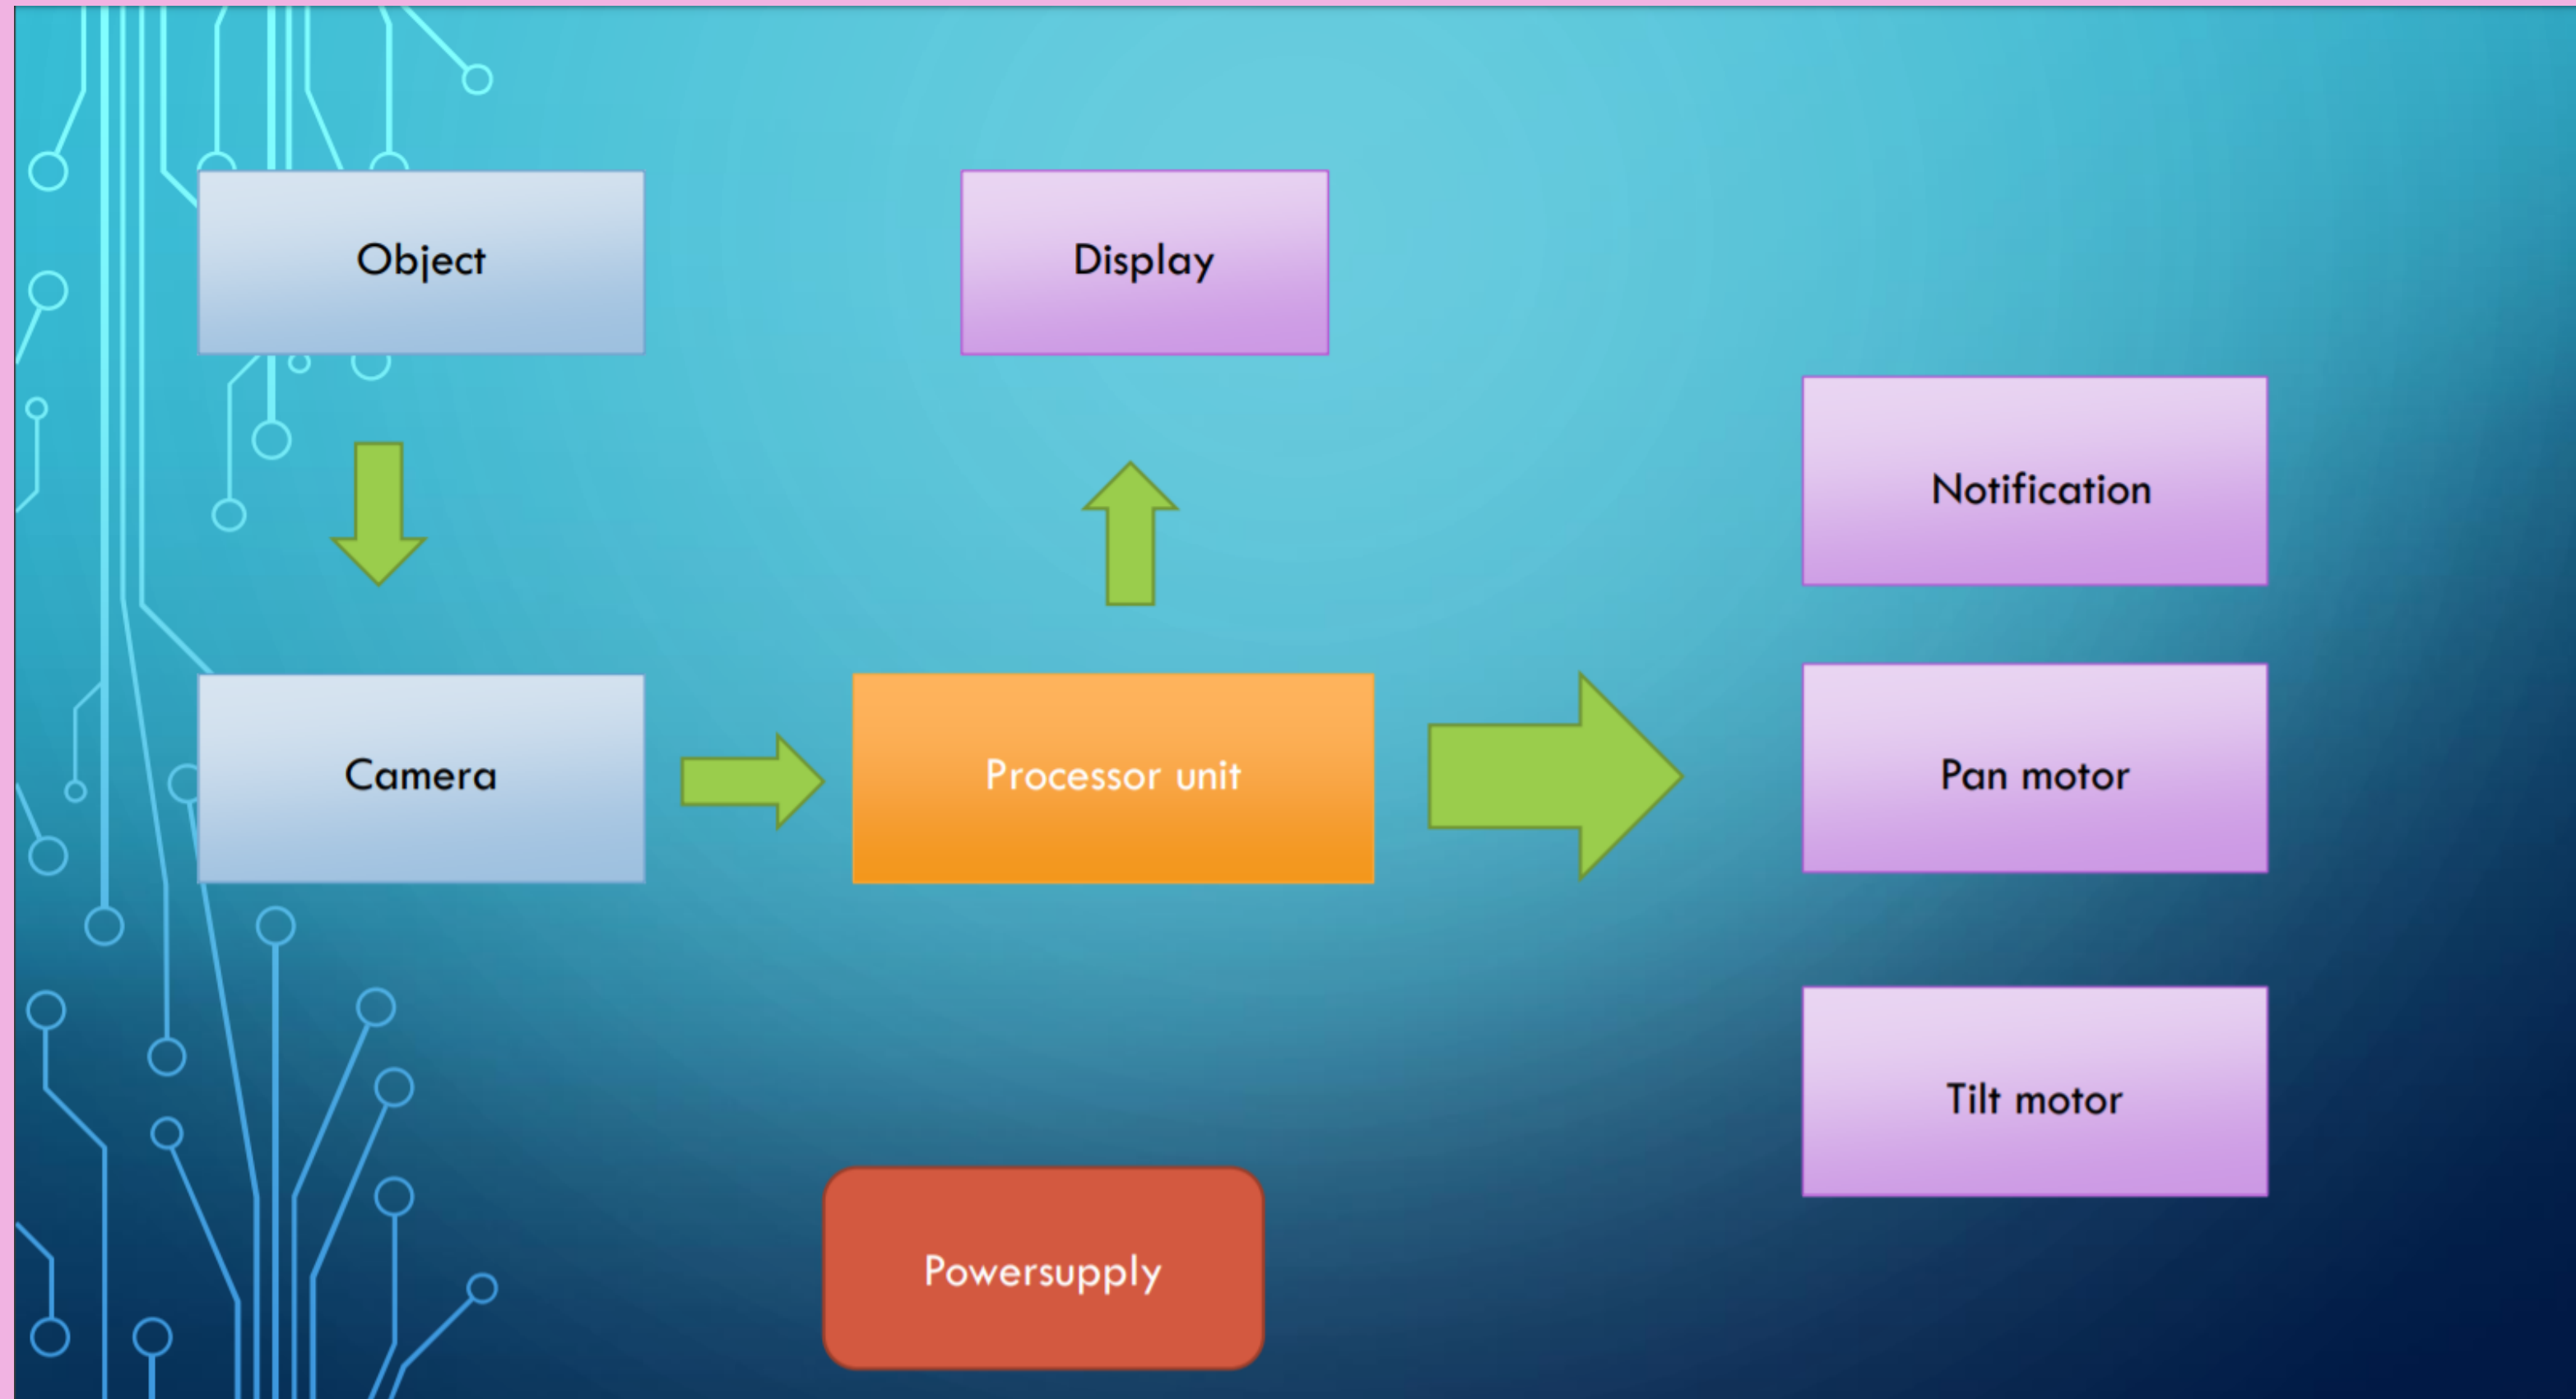 Object
Display
Notification
Camera
Processor unit
Pan motor
Tilt motor
Powersupply